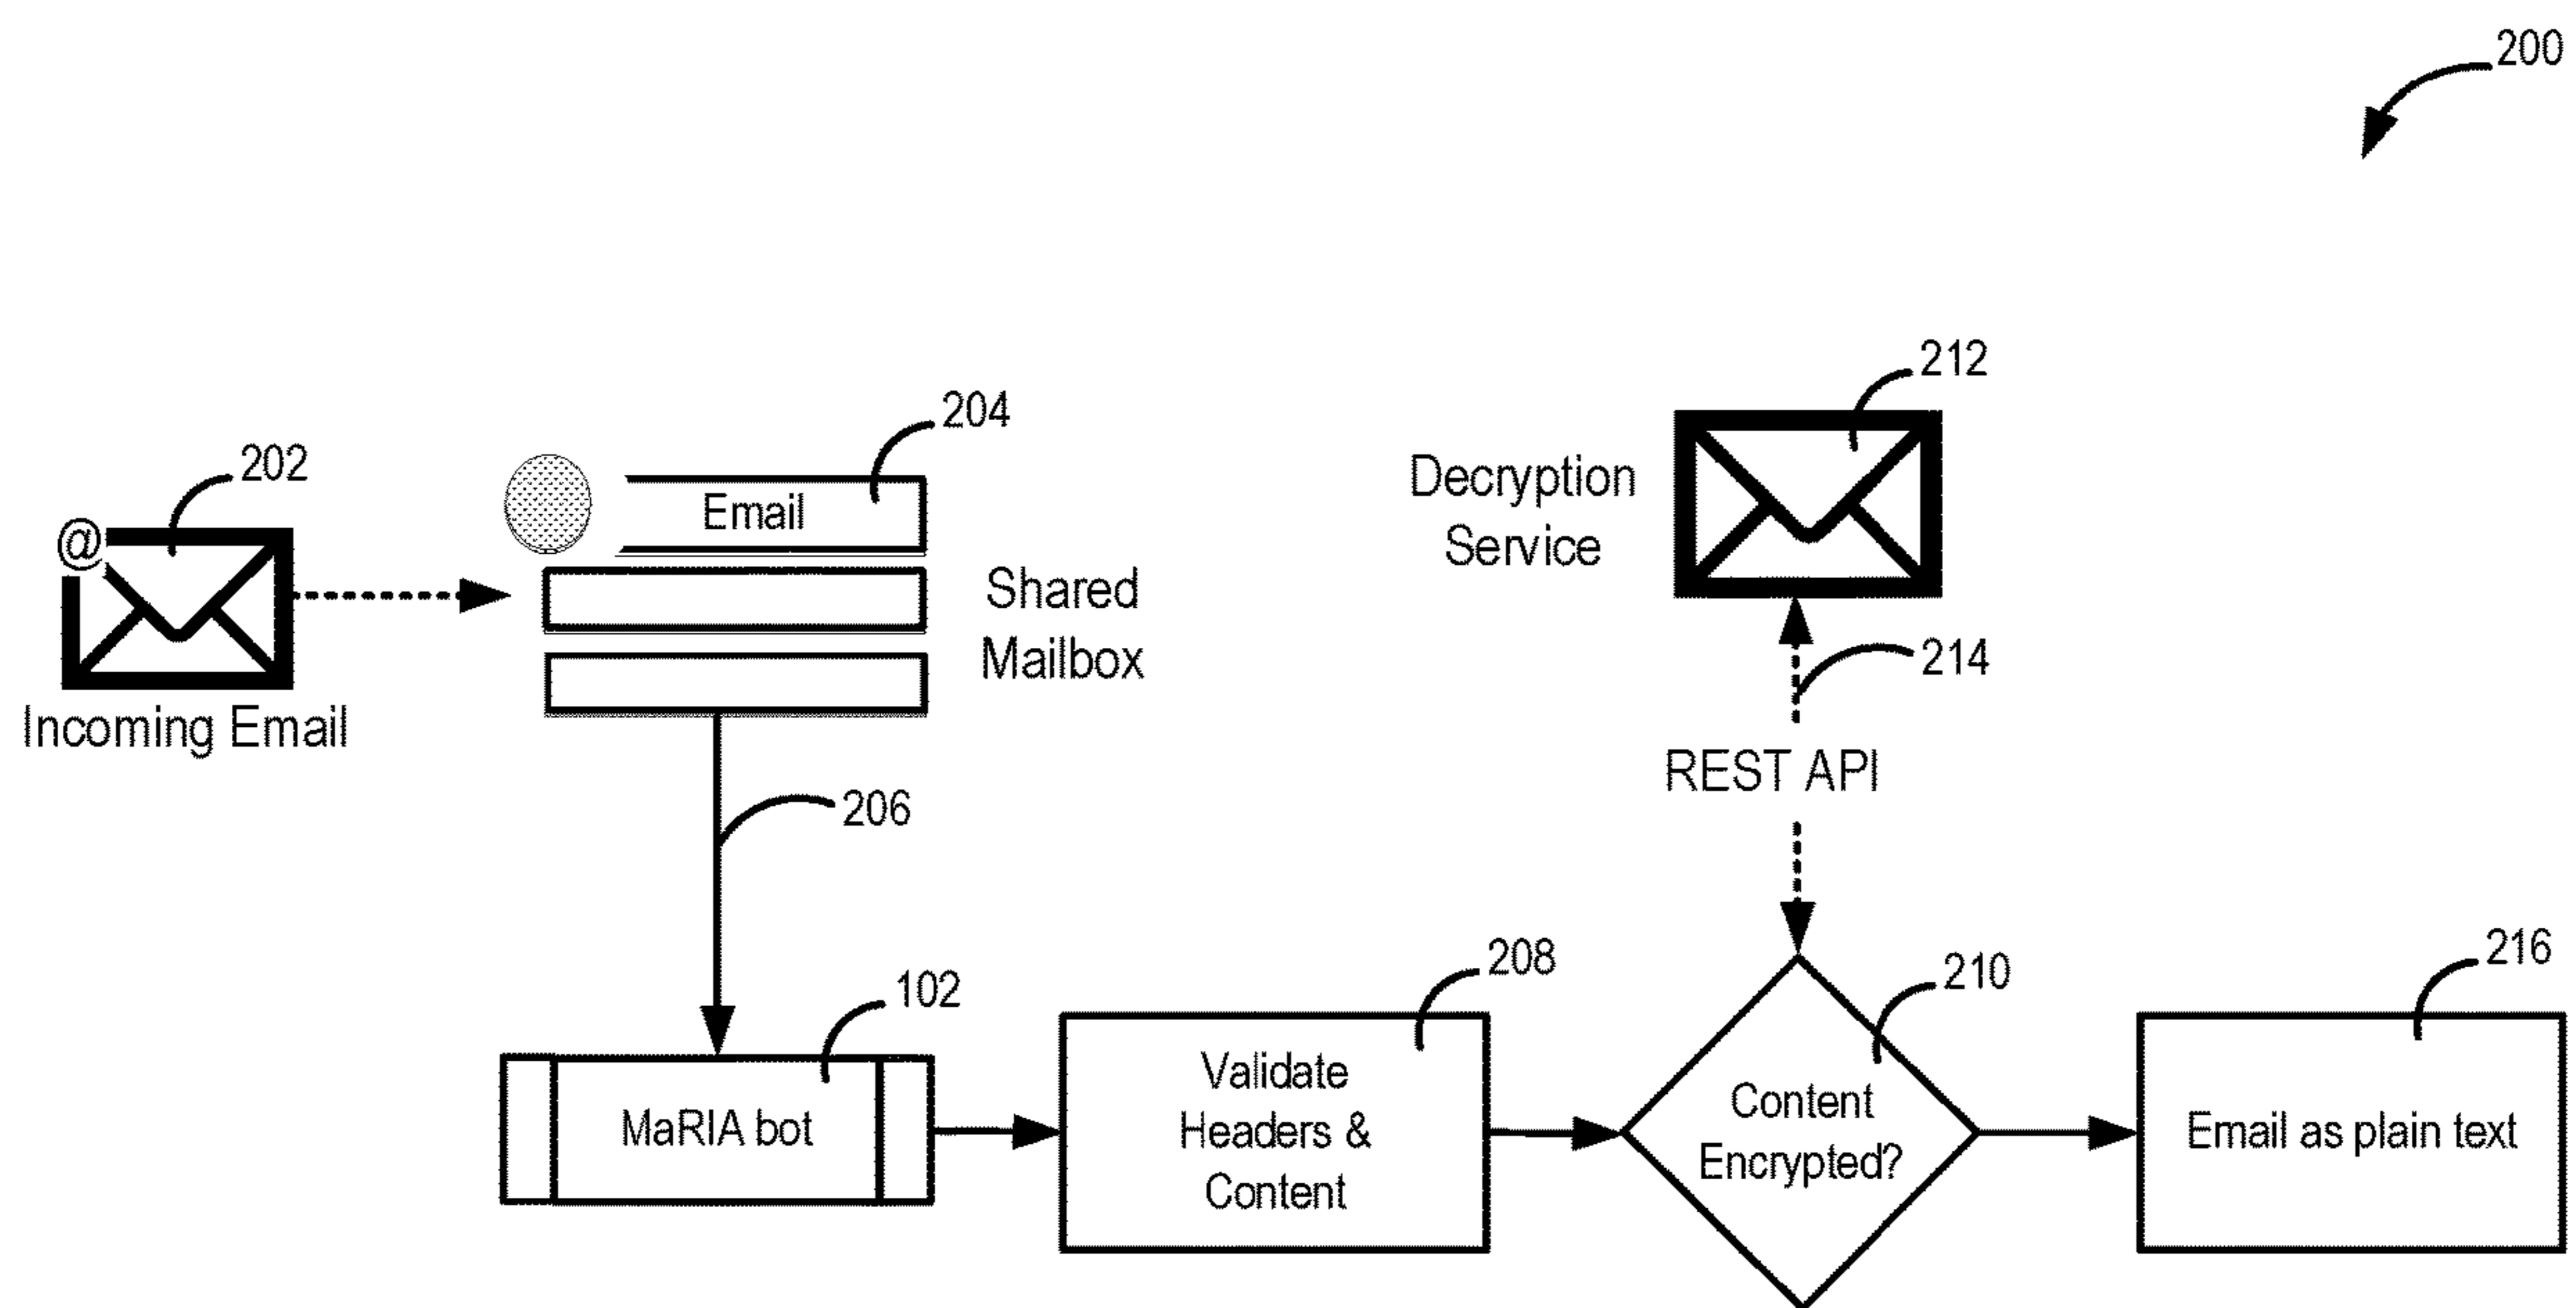 200
212
204
Decryption
Service
202
@
Email
Shared
Mailbox
Incoming Email
214
REST API
206
102
208
210
216
MaRIA bot
Validate
Headers &
Content
Content
Encrypted?
Email as plain text